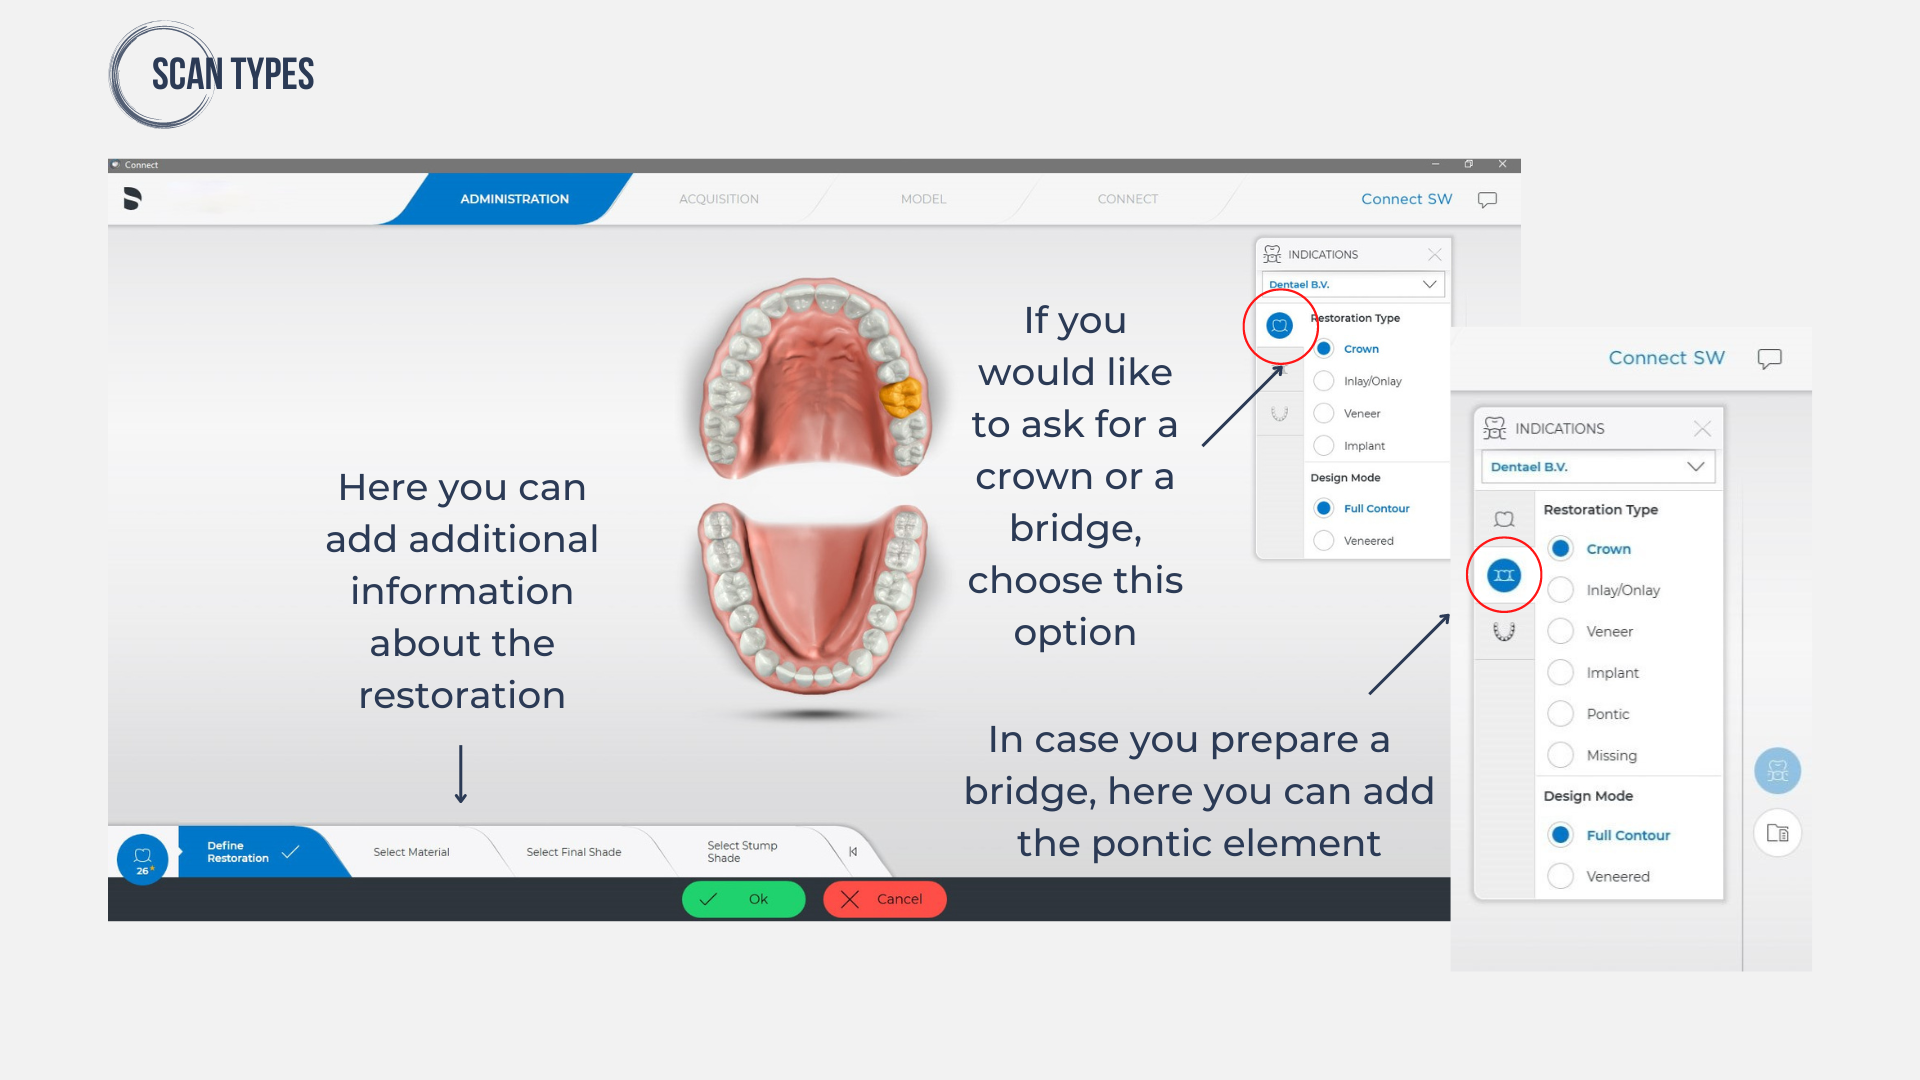 SCAN TYPES
Connect
ADMINISTRATION
ACQUISITION
MODEL
CONNECT
Connect SW
INDICATIONS
Dentael B.V.
Restoration Type
Crown
Inlay/Onlay
Veneer
Implant
Design Mode
Full Contour
Veneered
If you
would like
to ask for a
crown or a
bridge,
choose this
option
Here you can
add additional
information
about the
restoration
In case you prepare a
bridge, here you can add
the pontic element
Connect SW
INDICATIONS
Dentael B.V.
Restoration Type
Crown
Inlay/Onlay
Veneer
Implant
Pontic
Missing
Design Mode
Full Contour
Veneered
26*
Define
Restoration
Select Material
Select Final Shade
Select Stump
Shade
Ok
Cancel